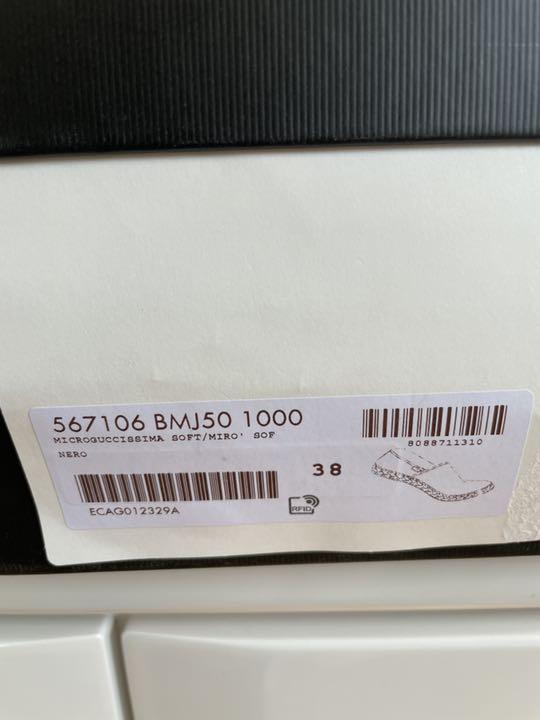 567106 BMJ50 1000
MICROGUCCISSIMA SOFT/MIRO' SOF
NERO
8088711310
38
ECAG012329A
RFID